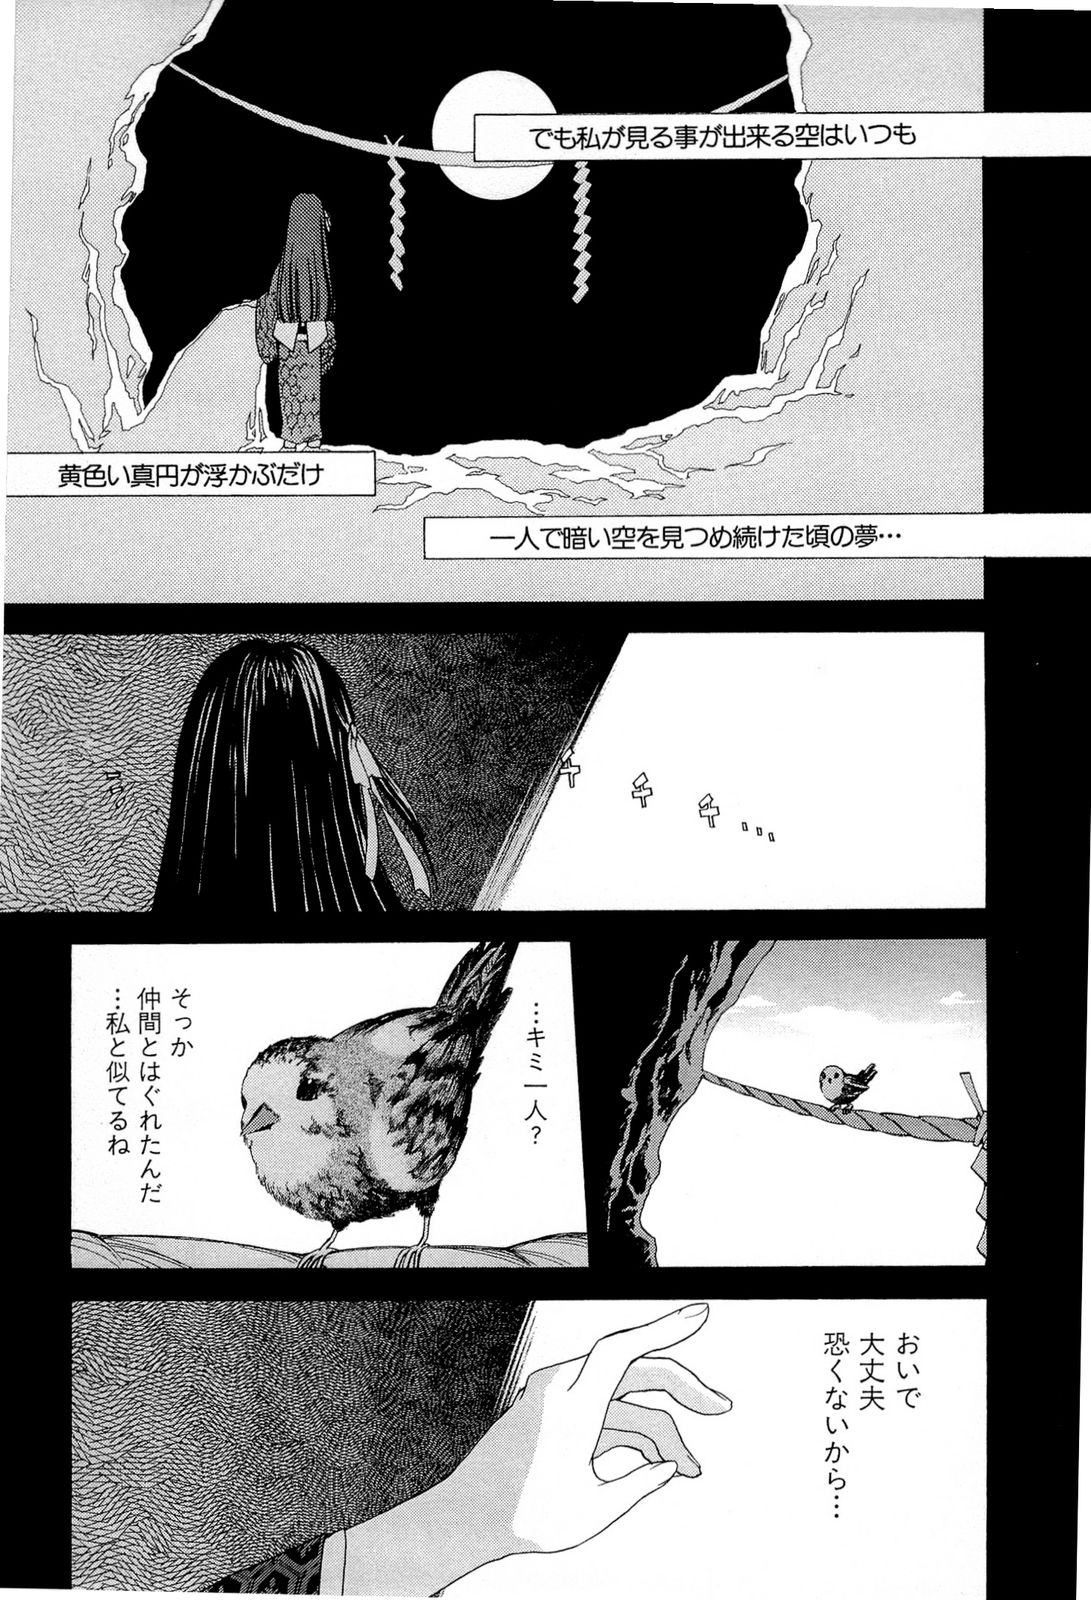 でも私が見る事が出来る空はいつも
黄色い真円が浮かぶだけ
一人で暗い空を見つめ続けた頃の夢…
チ
チ
チ…
…キミ一人？
そっか
仲間とはぐれたんだ
…私と似てるね
おいで
大丈夫
恐くないから…